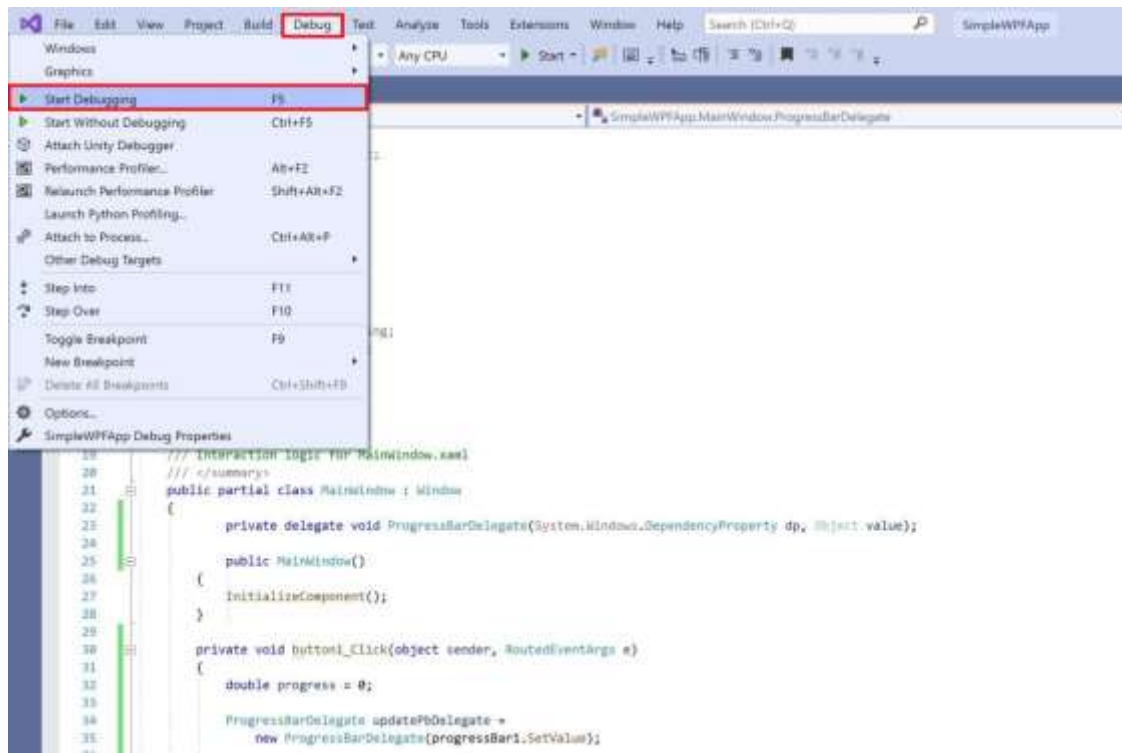 File Edit View Project Build Debug Test Analyze Tools Extensions Window Help Search (Ctrl+Q) SimpleWPFApp
Any CPU Start
Windows
Graphics
Start Debugging F5
Start Without Debugging Ctrl+F5
Attach Unity Debugger
Performance Profiler... Alt+F2
Relaunch Performance Profiler Shift+Alt+F2
Launch Python Profiling...
Attach to Process... Ctrl+Alt+P
Other Debug Targets
Step Into F11
Step Over F10
Toggle Breakpoint F9
New Breakpoint
Delete All Breakpoints Ctrl+Shift+F9
Options...
SimpleWPFApp Debug Properties
SimpleWPFApp.MainWindow.ProgressBarDelegate
ng;
19 /// Interaction logic for MainWindow.xaml
20 /// </summary>
21 public partial class MainWindow : Window
22 {
23 private delegate void ProgressBarDelegate(System.Windows.DependencyProperty dp, Object value);
24
25 public MainWindow()
26 {
27 InitializeComponent();
28 }
29
30 private void button1_Click(object sender, RoutedEventArgs e)
31 {
32 double progress = 0;
33
34 ProgressBarDelegate updatePbDelegate =
35 new ProgressBarDelegate(progressBar1.SetValue);